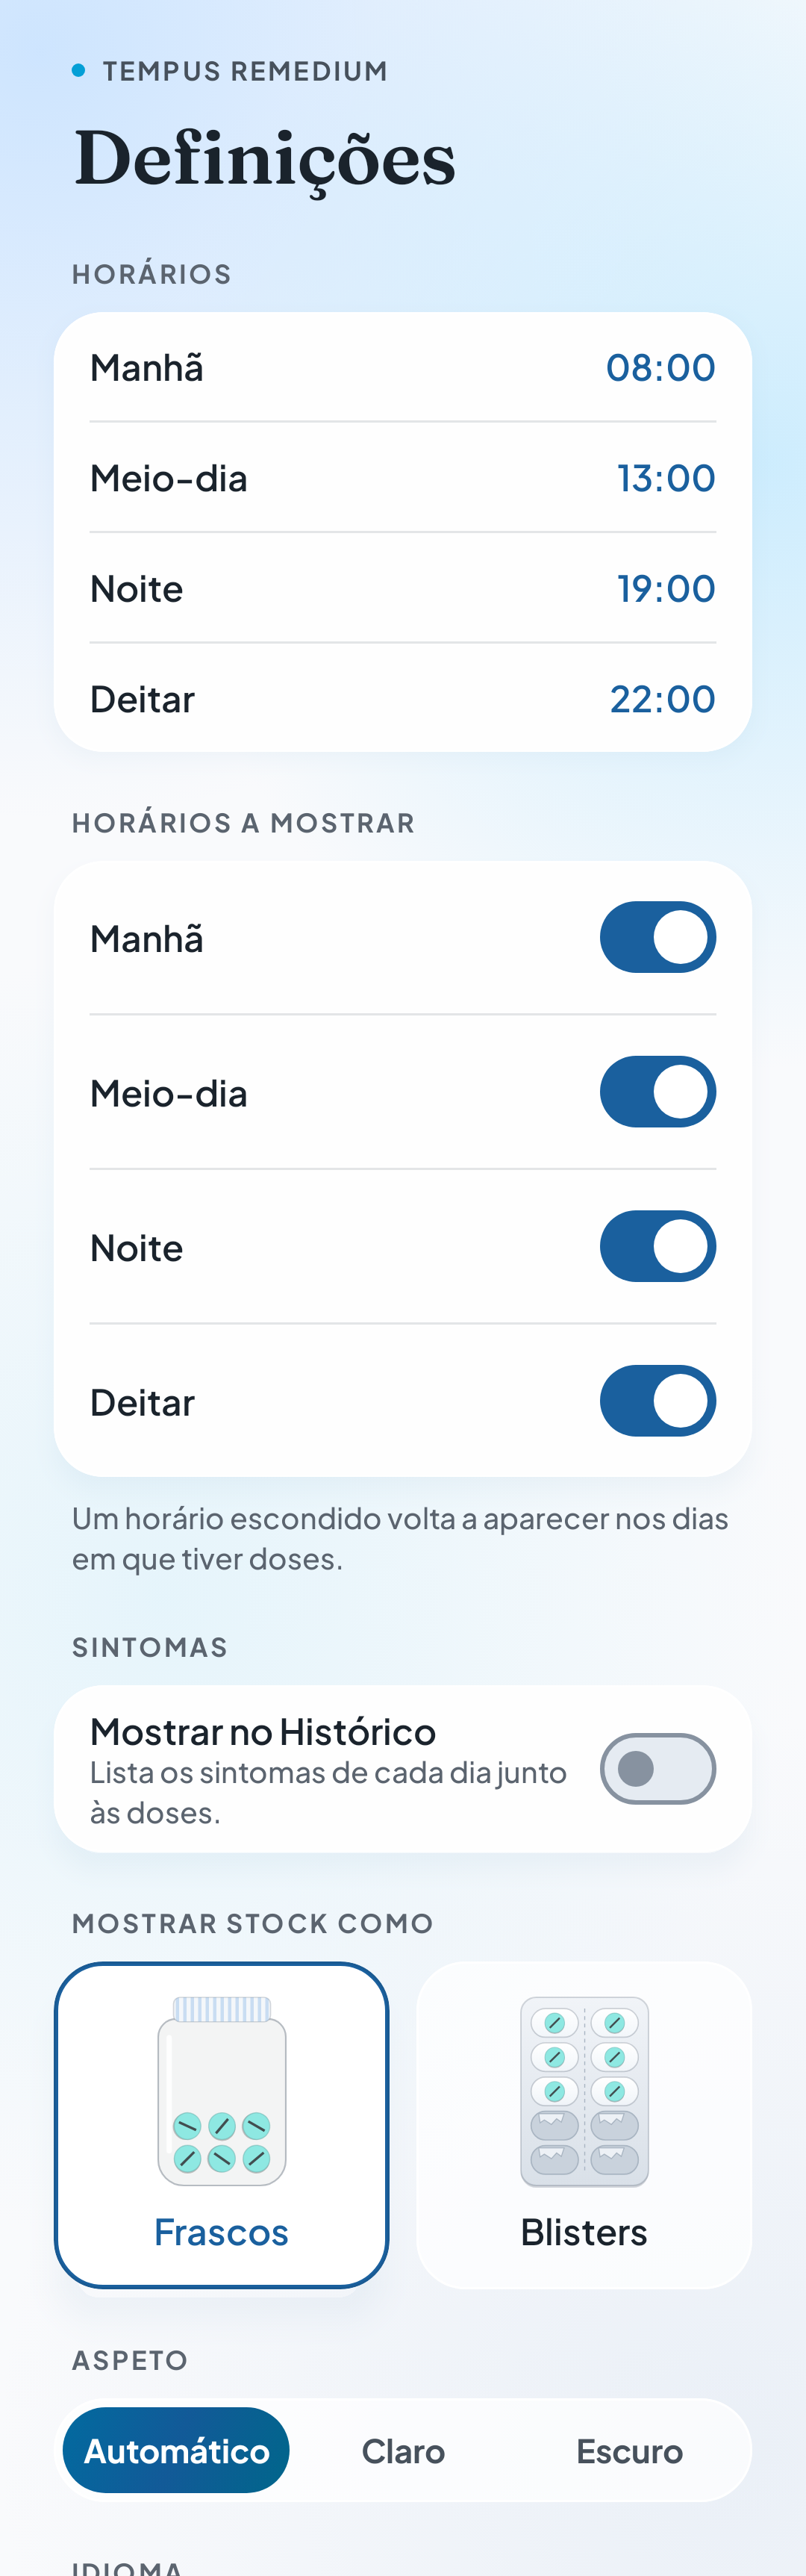 TEMPUS REMEDIUM
Definições
HORÁRIOS
Manhã 08:00
Meio-dia 13:00
Noite 19:00
Deitar 22:00
HORÁRIOS A MOSTRAR
Manhã
Meio-dia
Noite
Deitar
Um horário escondido volta a aparecer nos dias
em que tiver doses.
SINTOMAS
Mostrar no Histórico
Lista os sintomas de cada dia junto
às doses.
MOSTRAR STOCK COMO
Frascos Blisters
ASPETO
Automático Claro Escuro
IDIOMA